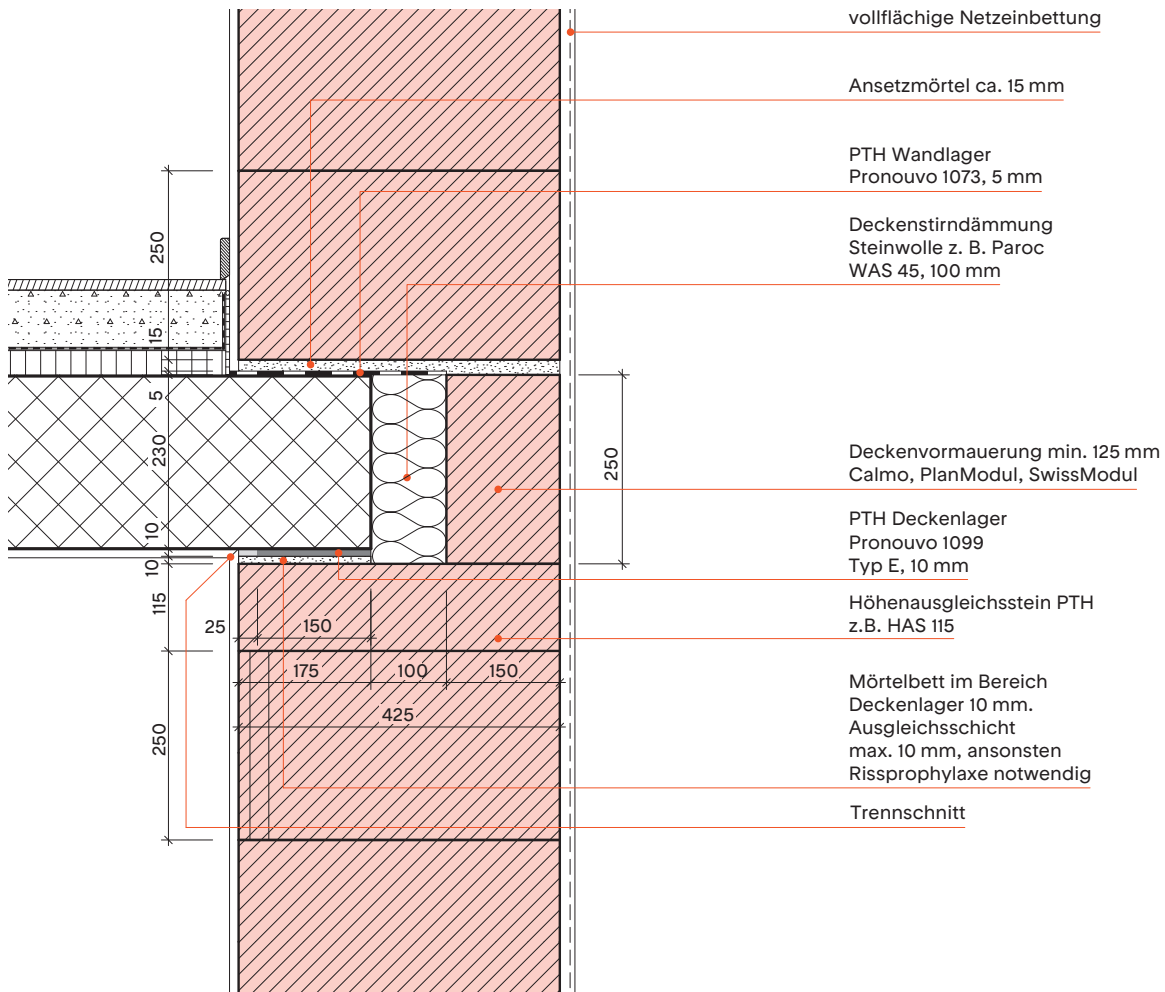 vollflächige Netzeinbettung
Ansetzmörtel ca. 15 mm
PTH Wandlager
Pronouvo 1073, 5 mm
Deckenstirndämmung
Steinwolle z. B. Paroc
WAS 45, 100 mm
Deckenvormauerung min. 125 mm
Calmo, PlanModul, SwissModul
PTH Deckenlager
Pronouvo 1099
Typ E, 10 mm
Höhenausgleichsstein PTH
z.B. HAS 115
Mörtelbett im Bereich
Deckenlager 10 mm.
Ausgleichsschicht
max. 10 mm, ansonsten
Rissprophylaxe notwendig
Trennschnitt
250
15
5
230
10
10
115
250
250
25
150
175
100
150
425